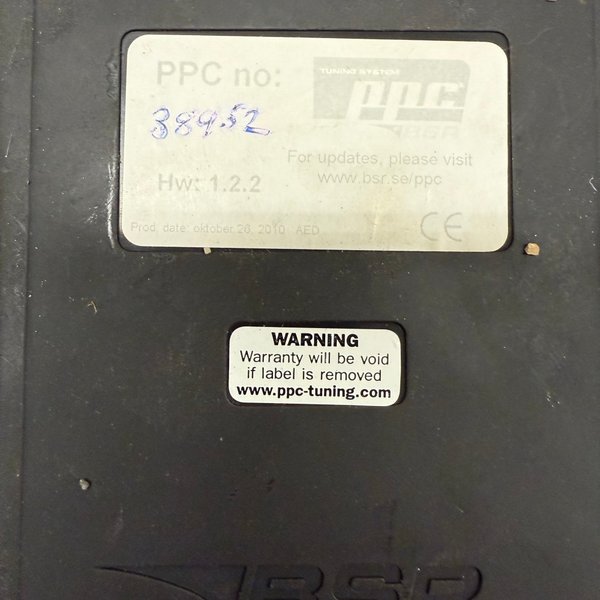 PPC no:
38952
TUNING SYSTEM
ppc
BSR
For updates, please visit
www.bsr.se/ppc
Hw: 1.2.2
Prod. date: oktober 26, 2010 AED
CE
WARNING
Warranty will be void
if label is removed
www.ppc-tuning.com
BSR